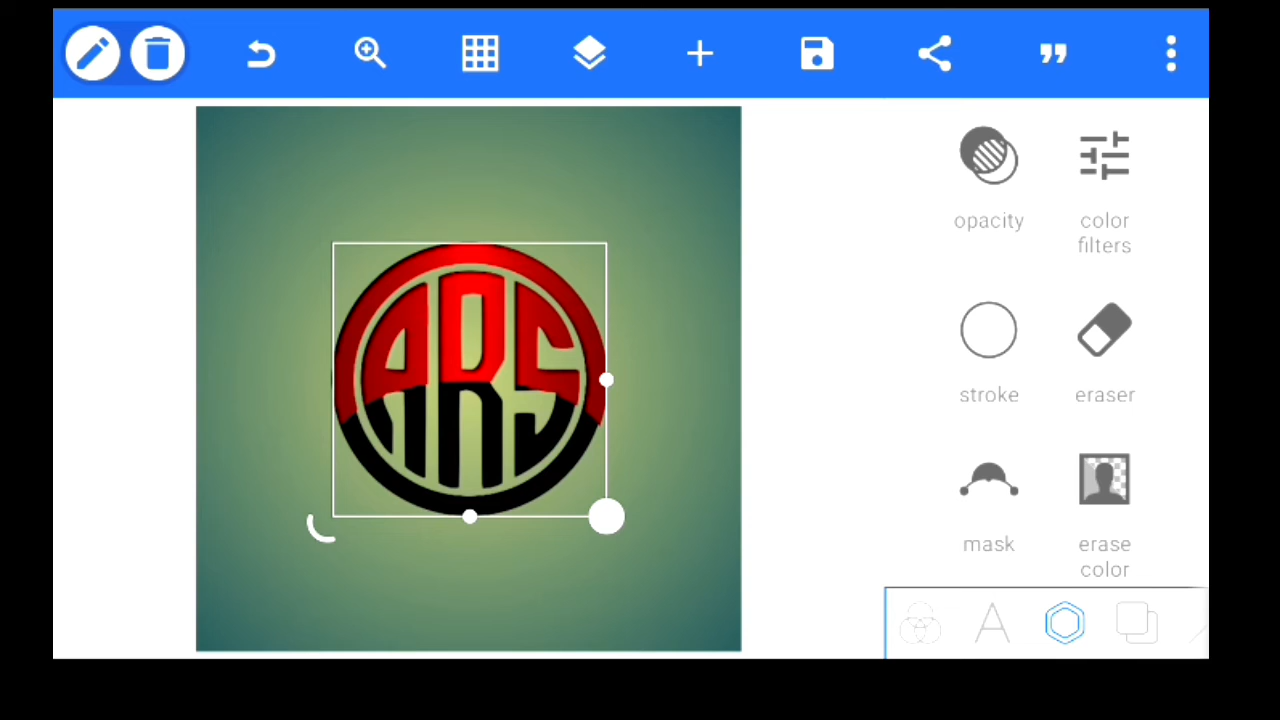 ARS
opacity
color
filters
stroke
eraser
mask
erase
color